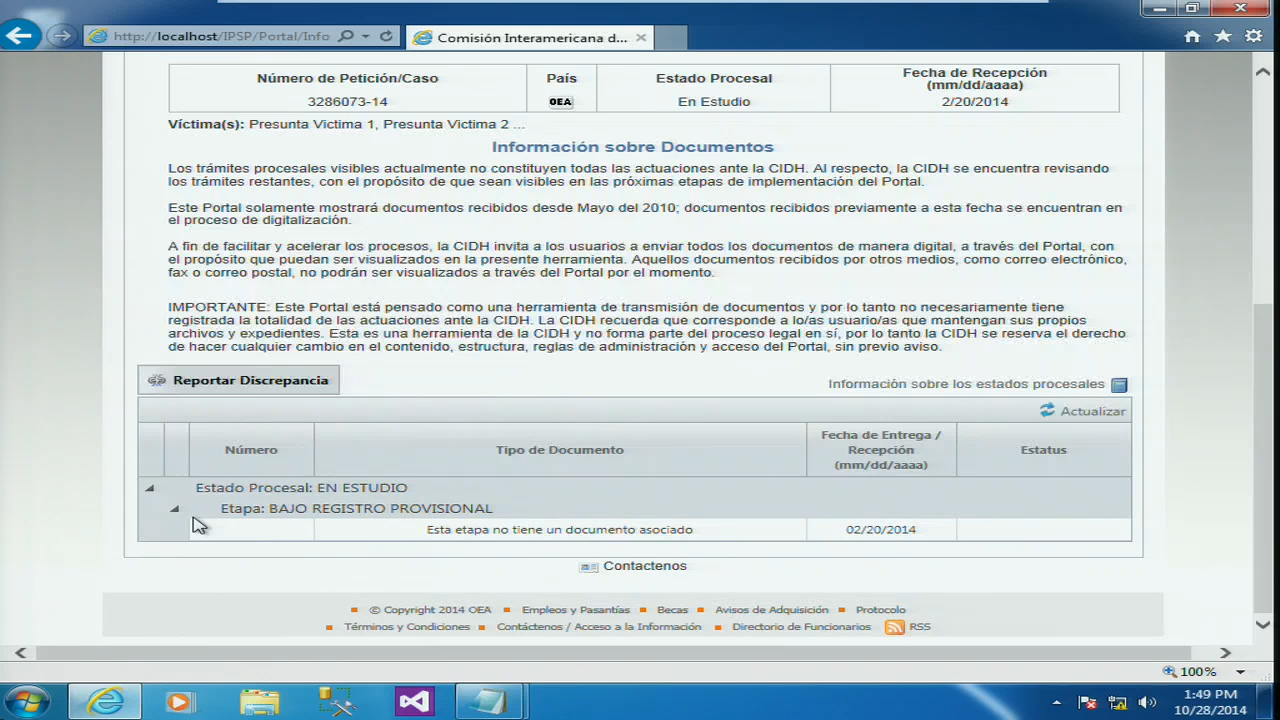 http://localhost/IPSP/Portal/Info
Comisión Interamericana d...
Número de Petición/Caso
País
Estado Procesal
Fecha de Recepción
(mm/dd/aaaa)
3286073-14
OEA
En Estudio
2/20/2014
Víctima(s): Presunta Victima 1, Presunta Victima 2 ...
Información sobre Documentos
Los trámites procesales visibles actualmente no constituyen todas las actuaciones ante la CIDH. Al respecto, la CIDH se encuentra revisando
los trámites restantes, con el propósito de que sean visibles en las próximas etapas de implementación del Portal.
Este Portal solamente mostrará documentos recibidos desde Mayo del 2010; documentos recibidos previamente a esta fecha se encuentran en
el proceso de digitalización.
A fin de facilitar y acelerar los procesos, la CIDH invita a los usuarios a enviar todos los documentos de manera digital, a través del Portal, con
el propósito que puedan ser visualizados en la presente herramienta. Aquellos documentos recibidos por otros medios, como correo electrónico,
fax o correo postal, no podrán ser visualizados a través del Portal por el momento.
IMPORTANTE: Este Portal está pensado como una herramienta de transmisión de documentos y por lo tanto no necesariamente tiene
registrada la totalidad de las actuaciones ante la CIDH. La CIDH recuerda que corresponde a lo/as usuario/as que mantengan sus propios
archivos y expedientes. Esta es una herramienta de la CIDH y no forma parte del proceso legal en sí, por lo tanto la CIDH se reserva el derecho
de hacer cualquier cambio en el contenido, estructura, reglas de administración y acceso del Portal, sin previo aviso.
Reportar Discrepancia
Información sobre los estados procesales
Actualizar
Número
Tipo de Documento
Fecha de Entrega /
Recepción
(mm/dd/aaaa)
Estatus
Estado Procesal: EN ESTUDIO
Etapa: BAJO REGISTRO PROVISIONAL
Esta etapa no tiene un documento asociado
02/20/2014
Contactenos
© Copyright 2014 OEA
Empleos y Pasantías
Becas
Avisos de Adquisición
Protocolo
Términos y Condiciones
Contáctenos / Acceso a la Información
Directorio de Funcionarios
RSS
100%
1:49 PM
10/28/2014